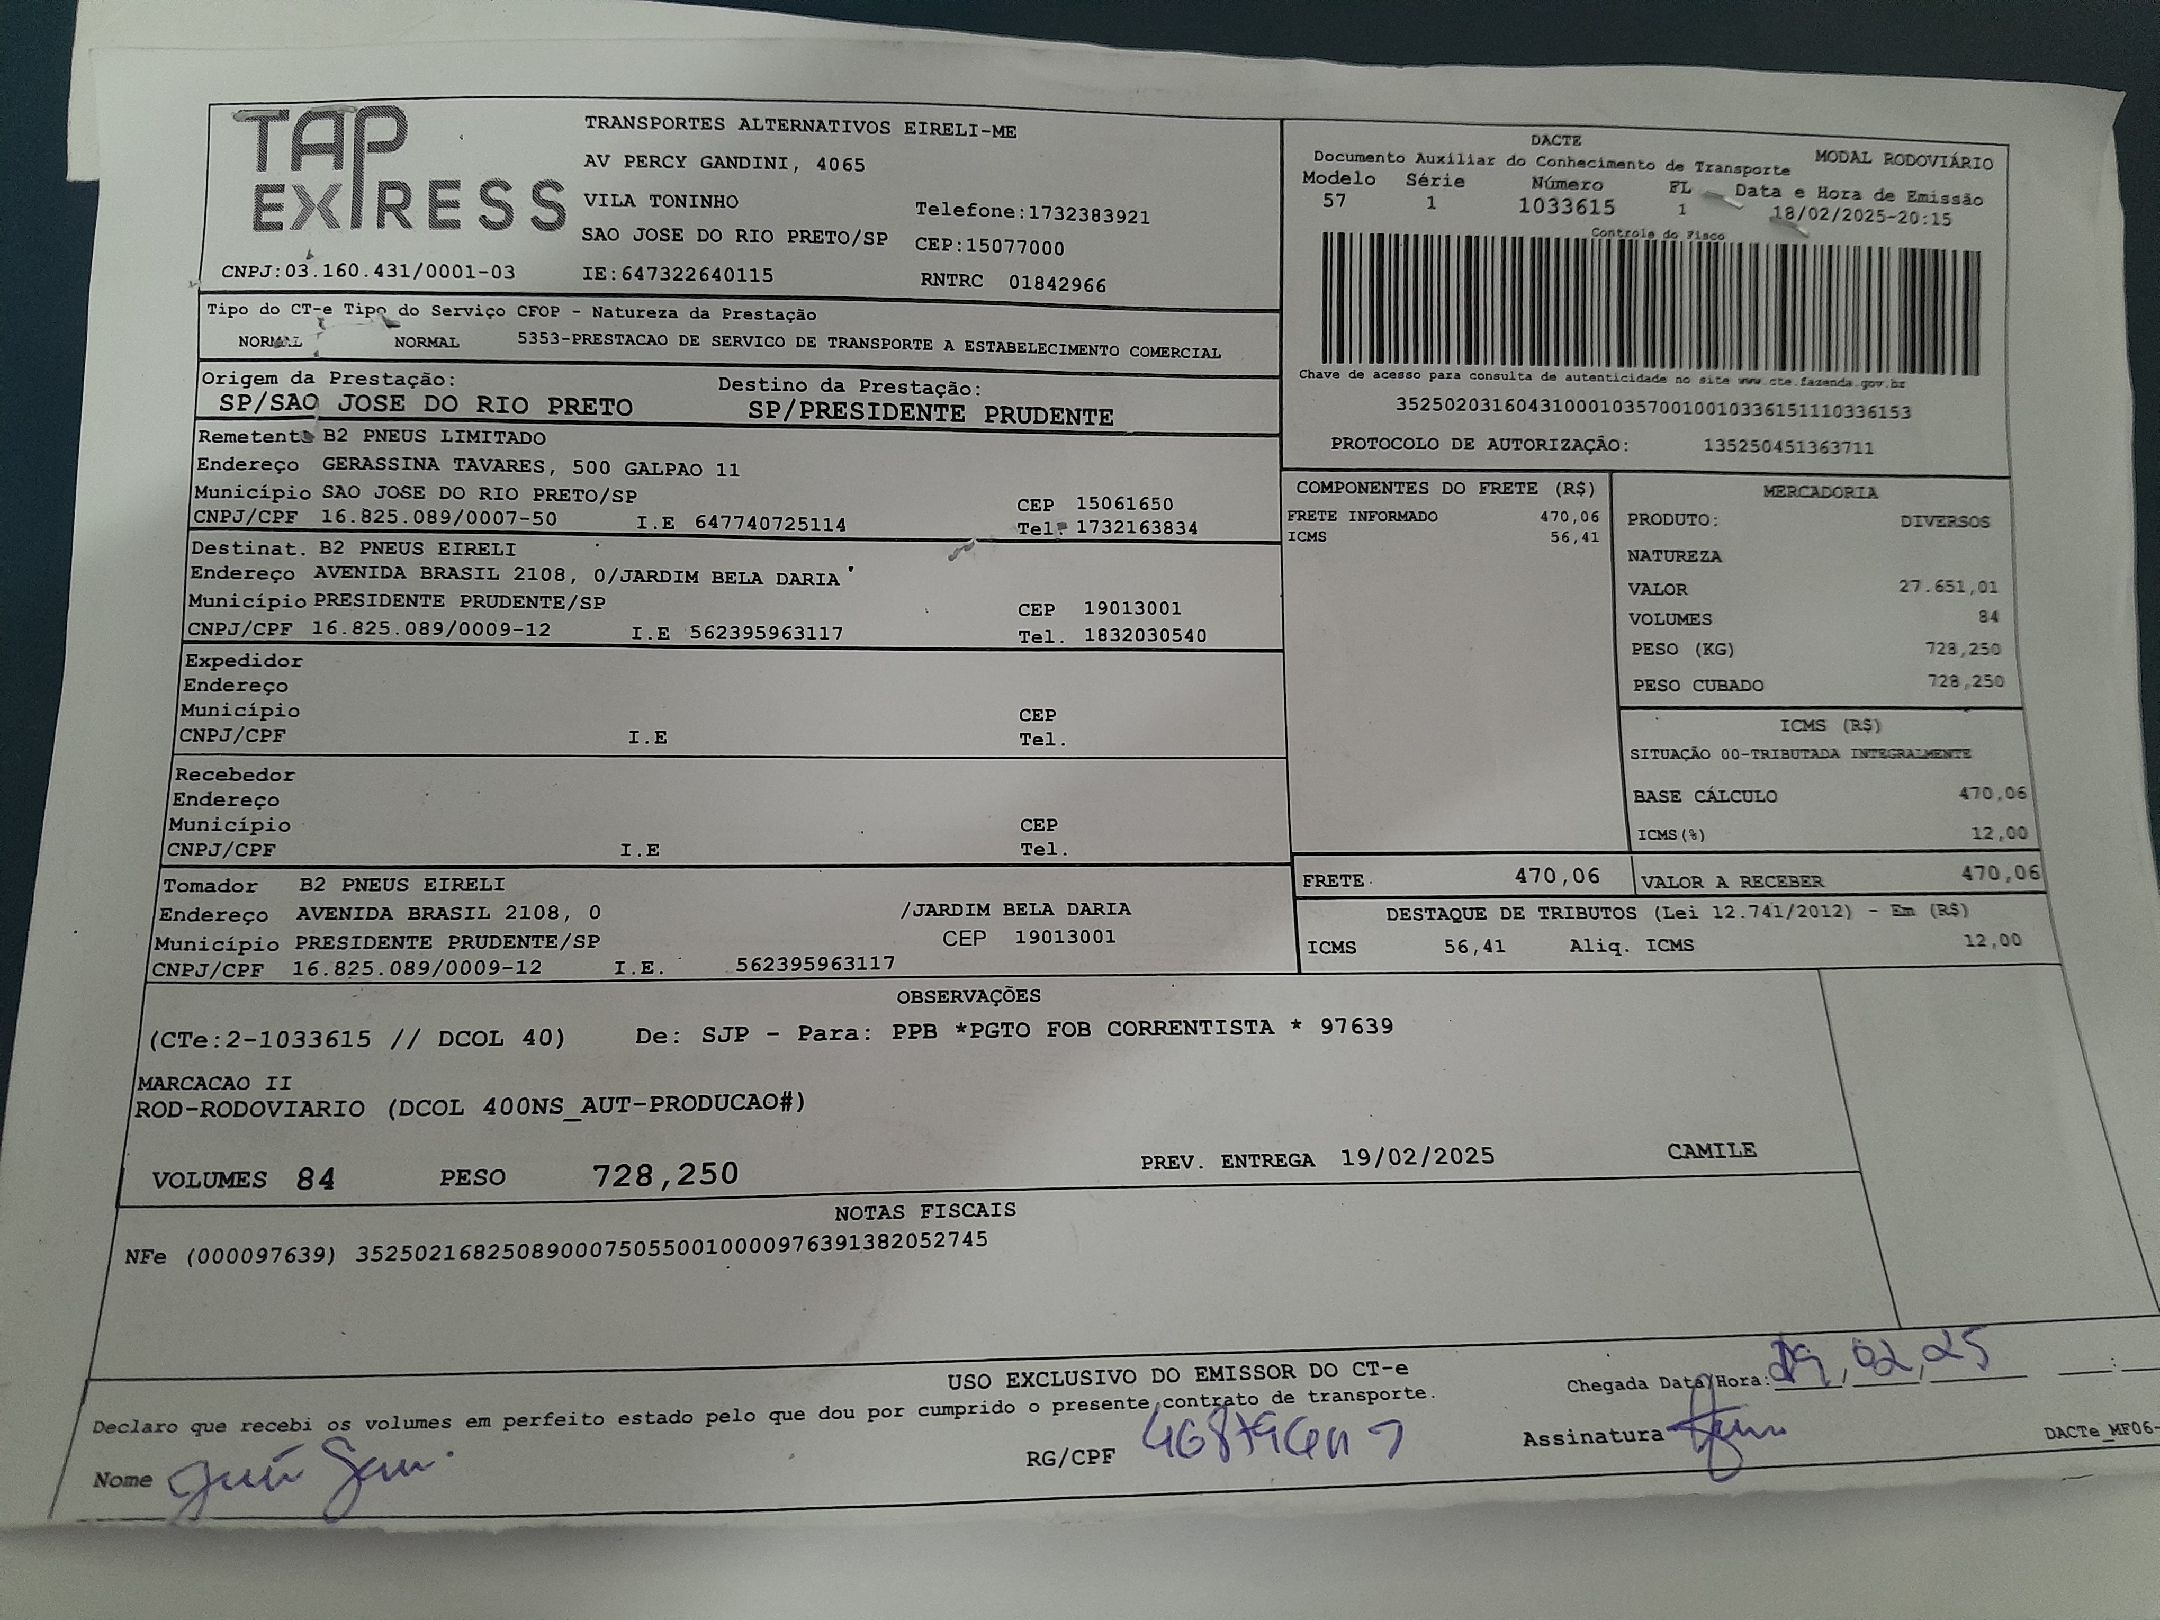 TAP EXPRESS
TRANSPORTES ALTERNATIVOS EIRELI-ME
AV PERCY GANDINI, 4065
VILA TONINHO
Telefone:1732383921
SAO JOSE DO RIO PRETO/SP CEP:15077000
CNPJ:03.160.431/0001-03 IE:647322640115 RNTRC 01842966
DACTE
Documento Auxiliar do Conhecimento de Transporte MODAL RODOVIÁRIO
Modelo Série Número FL Data e Hora de Emissão
57 1 1033615 1 18/02/2025-20:15
Controle do Fisco
Chave de acesso para consulta de autenticidade no site www.cte.fazenda.gov.br
35250203160431000103570010010336151110336153
PROTOCOLO DE AUTORIZAÇÃO: 135250451363711
Tipo do CT-e Tipo do Serviço CFOP - Natureza da Prestação
NORMAL NORMAL 5353-PRESTACAO DE SERVICO DE TRANSPORTE A ESTABELECIMENTO COMERCIAL
Origem da Prestação: Destino da Prestação:
SP/SAO JOSE DO RIO PRETO SP/PRESIDENTE PRUDENTE
Remetente B2 PNEUS LIMITADO
Endereço GERASSINA TAVARES, 500 GALPAO 11
Município SAO JOSE DO RIO PRETO/SP CEP 15061650
CNPJ/CPF 16.825.089/0007-50 I.E 647740725114 Tel. 1732163834
Destinat. B2 PNEUS EIRELI
Endereço AVENIDA BRASIL 2108, 0/JARDIM BELA DARIA
Município PRESIDENTE PRUDENTE/SP CEP 19013001
CNPJ/CPF 16.825.089/0009-12 I.E 562395963117 Tel. 1832030540
Expedidor
Endereço
Município CEP
CNPJ/CPF I.E Tel.
Recebedor
Endereço
Município CEP
CNPJ/CPF I.E Tel.
Tomador B2 PNEUS EIRELI
Endereço AVENIDA BRASIL 2108, 0 /JARDIM BELA DARIA
Município PRESIDENTE PRUDENTE/SP CEP 19013001
CNPJ/CPF 16.825.089/0009-12 I.E. 562395963117
COMPONENTES DO FRETE (R$)
FRETE INFORMADO 470,06
ICMS 56,41
MERCADORIA
PRODUTO: DIVERSOS
NATUREZA
VALOR 27.651,01
VOLUMES 84
PESO (KG) 728,250
PESO CUBADO 728,250
ICMS (R$)
SITUAÇÃO 00-TRIBUTADA INTEGRALMENTE
BASE CÁLCULO 470,06
ICMS(%) 12,00
FRETE 470,06 VALOR A RECEBER 470,06
DESTAQUE DE TRIBUTOS (Lei 12.741/2012) - Em (R$)
ICMS 56,41 Aliq. ICMS 12,00
OBSERVAÇÕES
(CTe:2-1033615 // DCOL 40) De: SJP - Para: PPB *PGTO FOB CORRENTISTA * 97639
MARCACAO II
ROD-RODOVIARIO (DCOL 400NS_AUT-PRODUCAO#)
VOLUMES 84 PESO 728,250 PREV. ENTREGA 19/02/2025 CAMILE
NOTAS FISCAIS
NFe (000097639) 35250216825089000750550010000976391382052745
USO EXCLUSIVO DO EMISSOR DO CT-e
Declaro que recebi os volumes em perfeito estado pelo que dou por cumprido o presente contrato de transporte.
Chegada Data/Hora: 19,02,25
Nome RG/CPF Assinatura
DACTe_MF06-